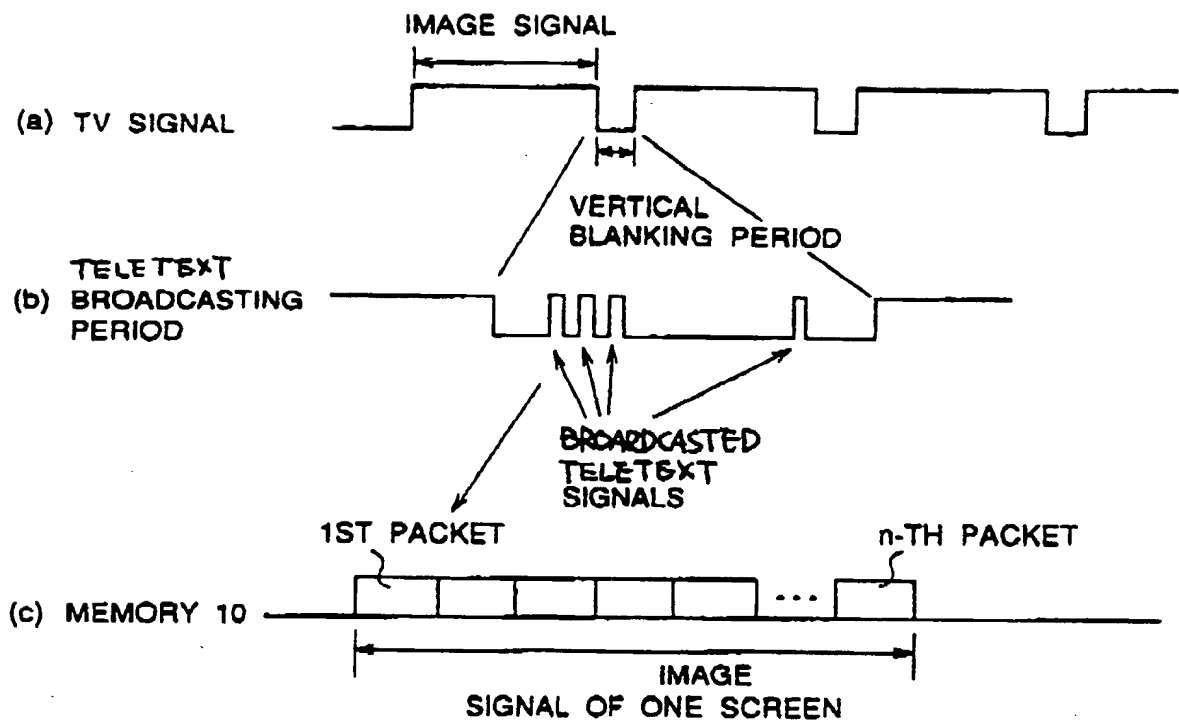 IMAGE SIGNAL
(a) TV SIGNAL
VERTICAL
BLANKING PERIOD
TELETEXT
(b) BROADCASTING
PERIOD
BROARDCASTED
TELETEXT
SIGNALS
1ST PACKET
n-TH PACKET
...
(c) MEMORY 10
IMAGE
SIGNAL OF ONE SCREEN